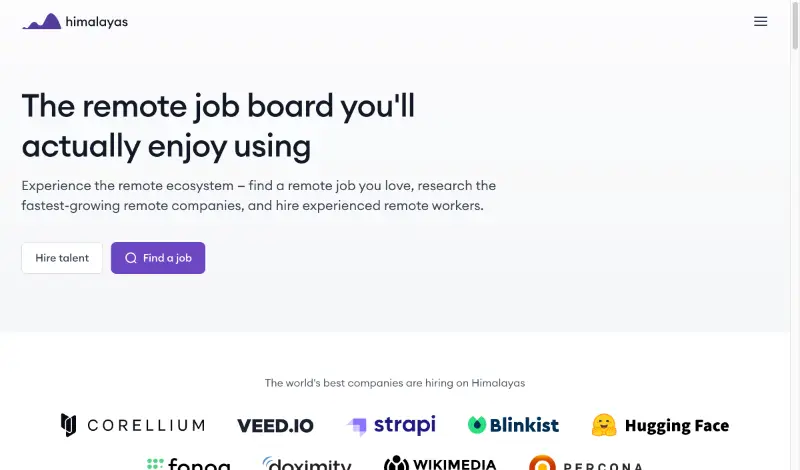 himalayas
The remote job board you'll
actually enjoy using
Experience the remote ecosystem – find a remote job you love, research the
fastest-growing remote companies, and hire experienced remote workers.
Hire talent
Find a job
The world's best companies are hiring on Himalayas
CORELLIUM
VEED.IO
strapi
Blinkist
Hugging Face
fonoa
doximity
WIKIMEDIA
PERCONA